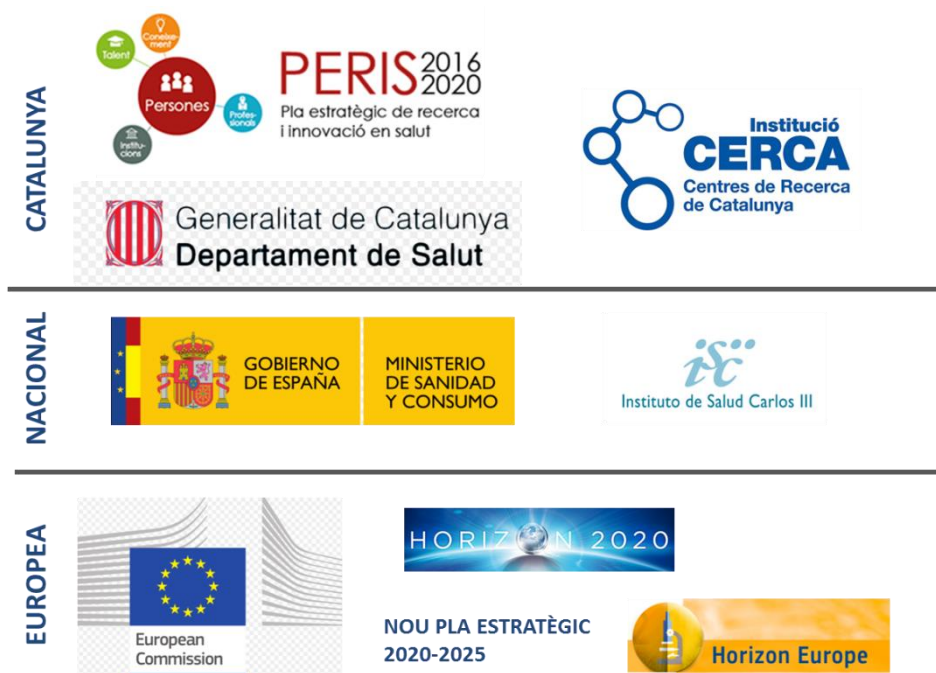 CATALUNYA
Talent
Coneixe-
ment
Persones
Profes-
sionals
Institu-
cions
PERIS 2016
2020
Pla estratègic de recerca
i innovació en salut
Institució
CERCA
Centres de Recerca
de Catalunya
Generalitat de Catalunya
Departament de Salut
NACIONAL
GOBIERNO
DE ESPAÑA
MINISTERIO
DE SANIDAD
Y CONSUMO
isc
Instituto de Salud Carlos III
EUROPEA
European
Commission
HORIZON 2020
NOU PLA ESTRATÈGIC
2020-2025
Horizon Europe